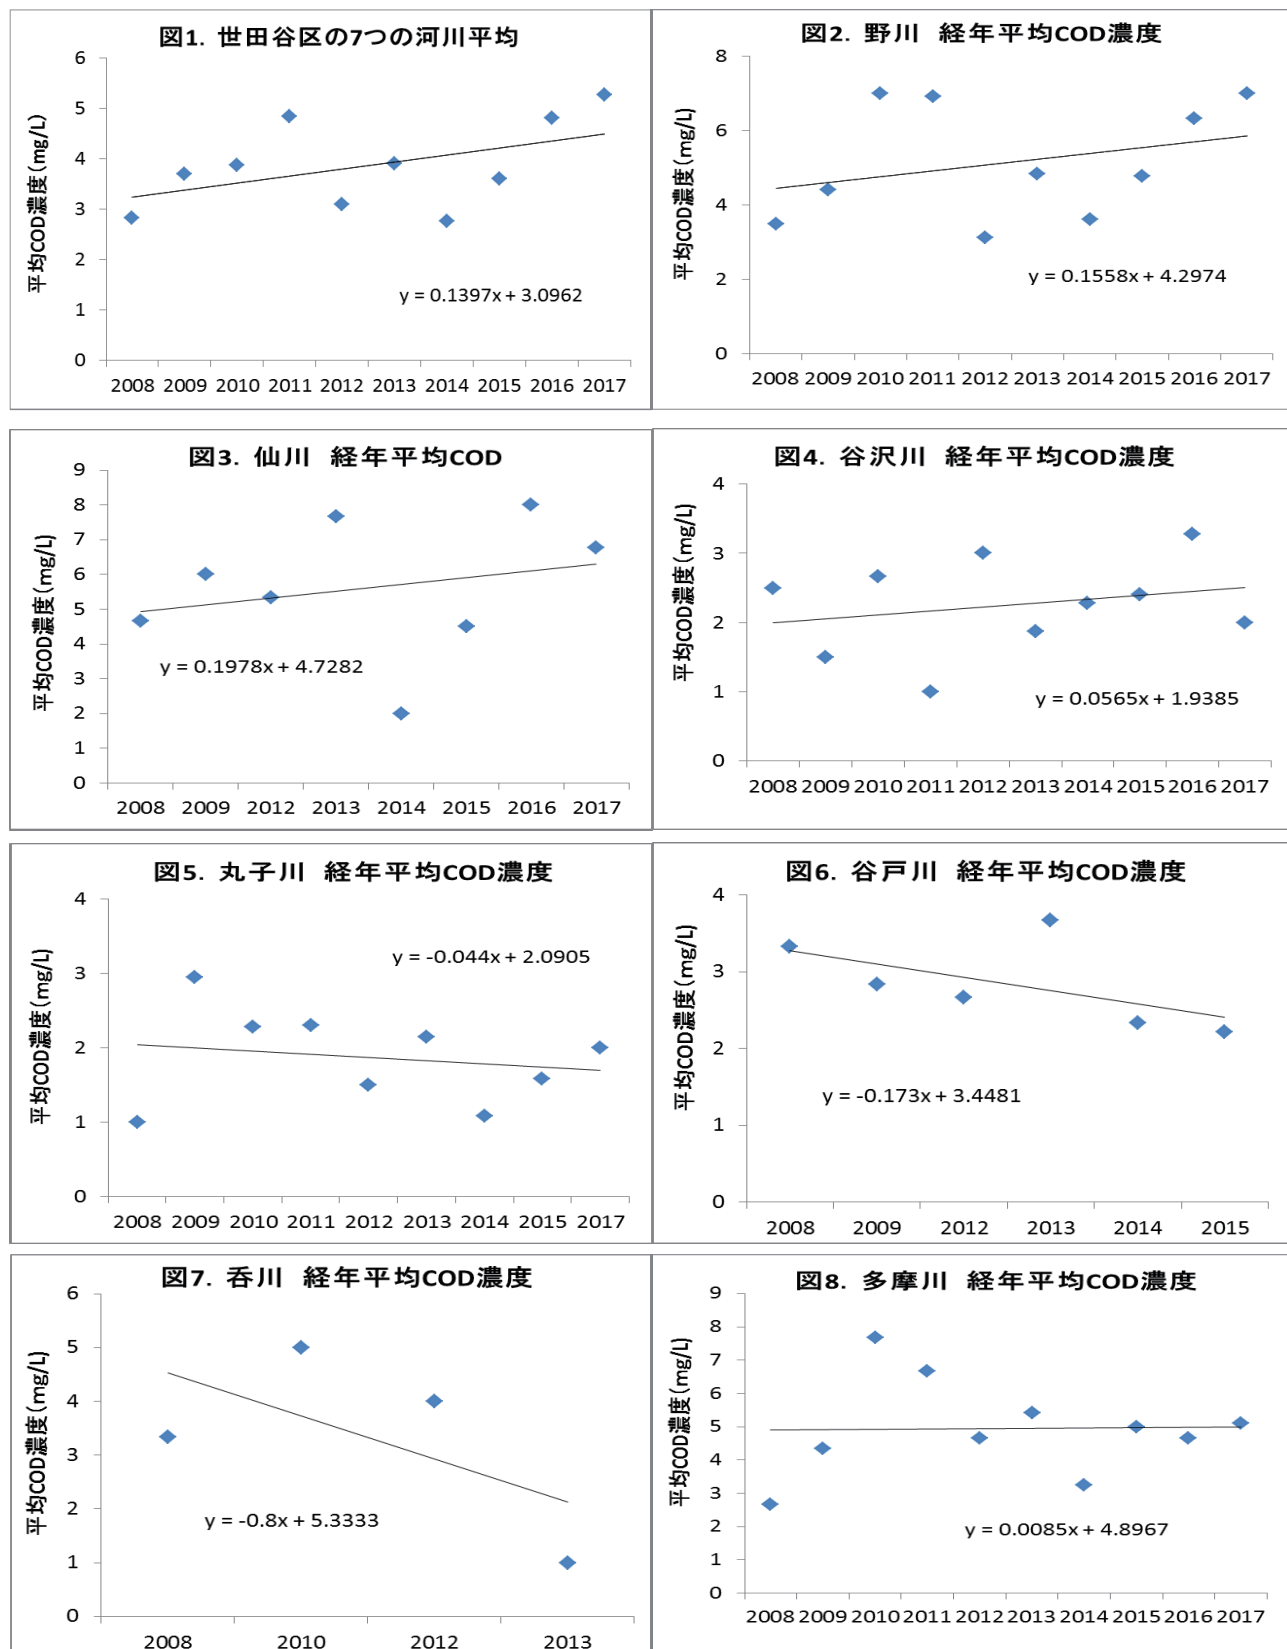 図1. 世田谷区の7つの河川平均
平均COD濃度(mg/L)
6
5
4
3
2
1
0
y = 0.1397x + 3.0962
2008 2009 2010 2011 2012 2013 2014 2015 2016 2017
図2. 野川 経年平均COD濃度
平均COD濃度(mg/L)
8
6
4
2
0
y = 0.1558x + 4.2974
2008 2009 2010 2011 2012 2013 2014 2015 2016 2017
図3. 仙川 経年平均COD
平均COD濃度(mg/L)
9
8
7
6
5
4
3
2
1
0
y = 0.1978x + 4.7282
2008 2009 2012 2013 2014 2015 2016 2017
図4. 谷沢川 経年平均COD濃度
平均COD濃度(mg/L)
4
3
2
1
0
y = 0.0565x + 1.9385
2008 2009 2010 2011 2012 2013 2014 2015 2016 2017
図5. 丸子川 経年平均COD濃度
平均COD濃度(mg/L)
4
3
2
1
0
y = -0.044x + 2.0905
2008 2009 2010 2011 2012 2013 2014 2015 2017
図6. 谷戸川 経年平均COD濃度
平均COD濃度(mg/L)
4
3
2
1
0
y = -0.173x + 3.4481
2008 2009 2012 2013 2014 2015
図7. 呑川 経年平均COD濃度
平均COD濃度(mg/L)
6
5
4
3
2
1
0
y = -0.8x + 5.3333
2008 2010 2012 2013
図8. 多摩川 経年平均COD濃度
平均COD濃度(mg/L)
9
8
7
6
5
4
3
2
1
0
y = 0.0085x + 4.8967
2008 2009 2010 2011 2012 2013 2014 2015 2016 2017